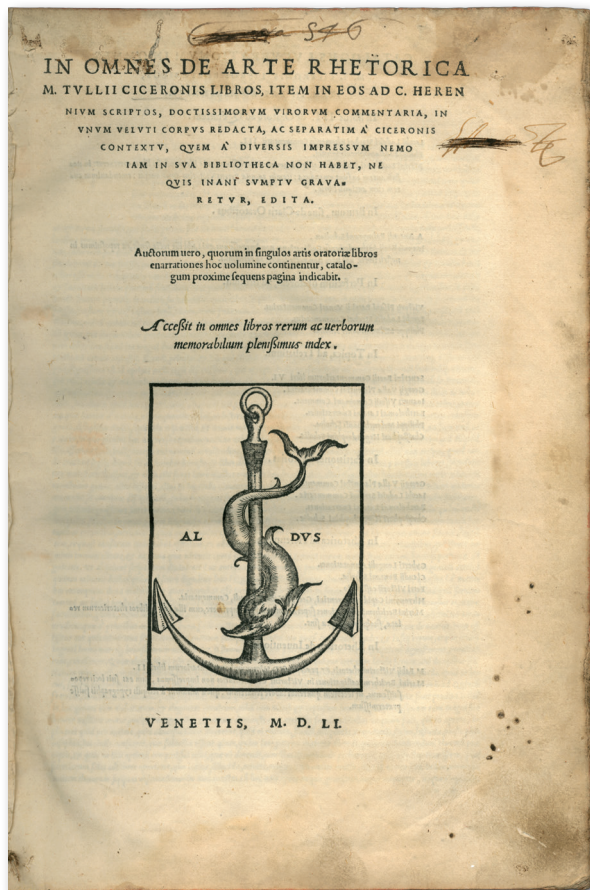 546
IN OMNES DE ARTE RHETORICA
M. TVLLII CICERONIS LIBROS, ITEM IN EOS AD C. HEREN
NIVM SCRIPTOS, DOCTISSIMORVM VIRORVM COMMENTARIA, IN
VNVM VELVTI CORPVS REDACTA, AC SEPARATIM A' CICERONIS
CONTEXTV, QVEM A' DIVERSIS IMPRESSVM NEMO
IAM IN SVA BIBLIOTHECA NON HABET, NE
QVIS INANI SVMPTV GRAVA=
RETVR, EDITA.
Auctorum uero, quorum in singulos artis oratoriæ libros
enarrationes hoc uolumine continentur, catalo-
gum proxime sequens pagina indicabit.
Accessit in omnes libros rerum ac uerborum
memorabilium plenissimus index.
AL DVS
VENETIIS, M. D. LI